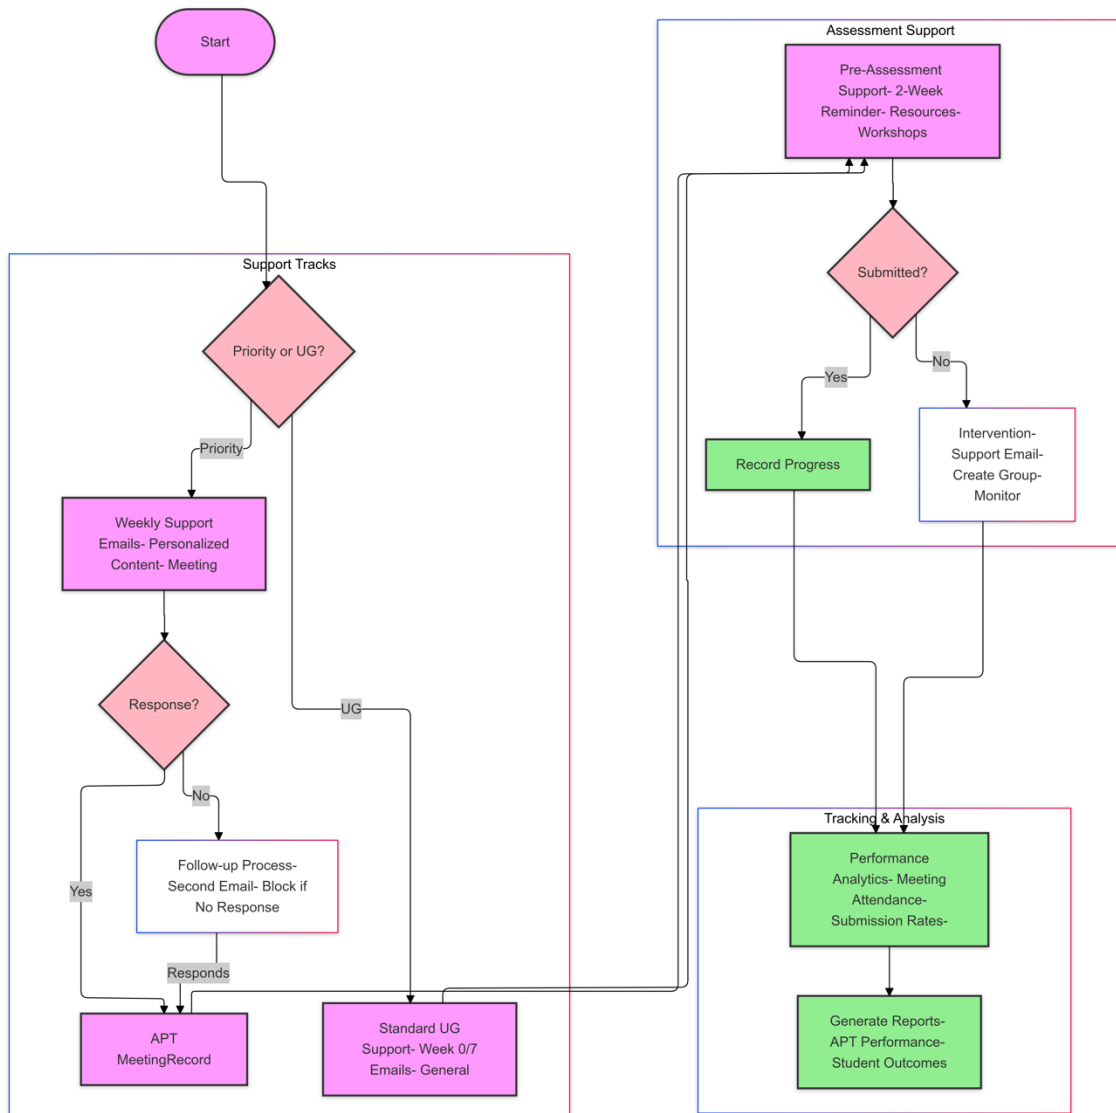 Start
Support Tracks
Priority or UG?
Priority
UG
Weekly Support
Emails- Personalized
Content- Meeting
Response?
No
Yes
Follow-up Process-
Second Email- Block if
No Response
Responds
APT
MeetingRecord
Standard UG
Support- Week 0/7
Emails- General
Assessment Support
Pre-Assessment
Support- 2-Week
Reminder- Resources-
Workshops
Submitted?
Yes
No
Record Progress
Intervention-
Support Email-
Create Group-
Monitor
Tracking & Analysis
Performance
Analytics- Meeting
Attendance-
Submission Rates-
Generate Reports-
APT Performance-
Student Outcomes